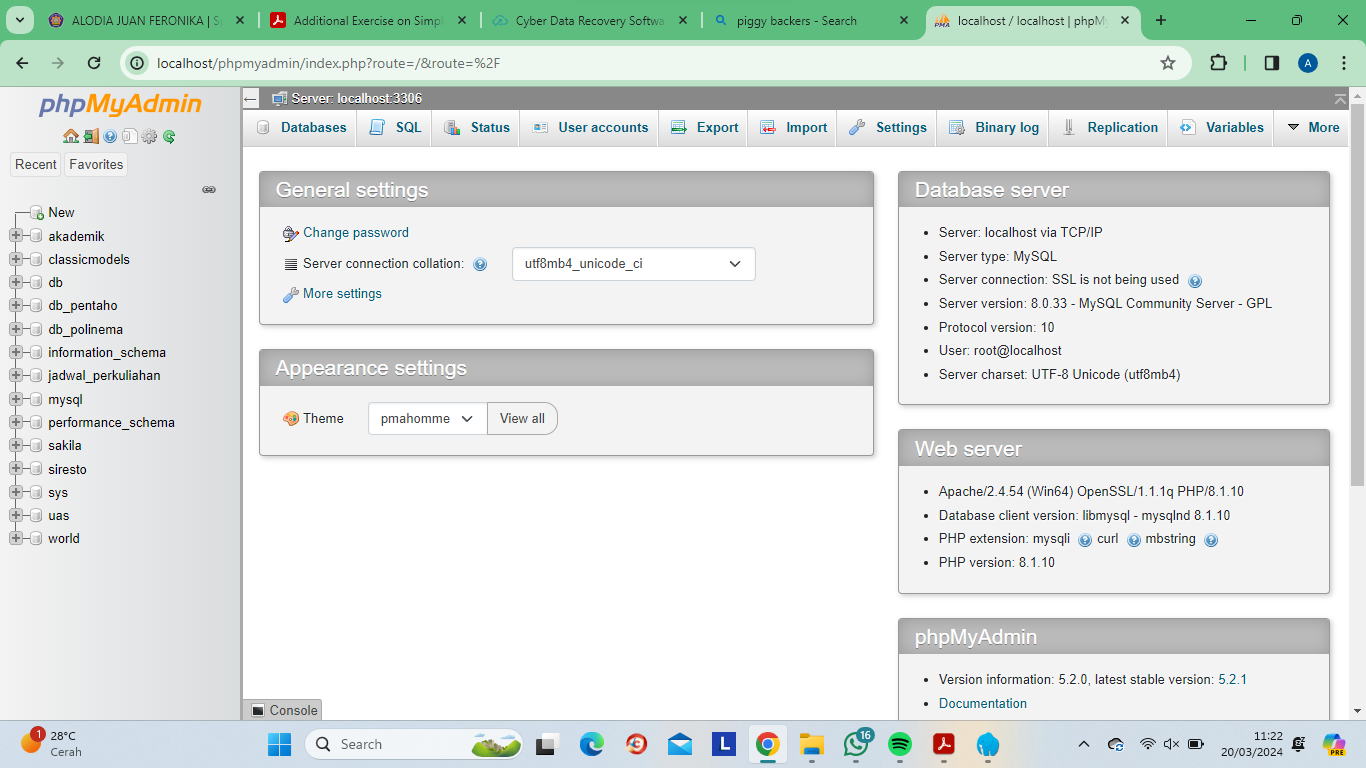 ALODIA JUAN FERONIKA | S
Additional Exercise on Simpl
Cyber Data Recovery Softwa
piggy backers - Search
localhost / localhost | phpMy
localhost/phpmyadmin/index.php?route=/&route=%2F
A
phpMyAdmin
Recent Favorites
New
akademik
classicmodels
db
db_pentaho
db_polinema
information_schema
jadwal_perkuliahan
mysql
performance_schema
sakila
siresto
sys
uas
world
Server: localhost:3306
Databases SQL Status User accounts Export Import Settings Binary log Replication Variables More
General settings
Change password
Server connection collation: utf8mb4_unicode_ci
More settings
Appearance settings
Theme pmahomme View all
Database server
Server: localhost via TCP/IP
Server type: MySQL
Server connection: SSL is not being used
Server version: 8.0.33 - MySQL Community Server - GPL
Protocol version: 10
User: root@localhost
Server charset: UTF-8 Unicode (utf8mb4)
Web server
Apache/2.4.54 (Win64) OpenSSL/1.1.1q PHP/8.1.10
Database client version: libmysql - mysqlnd 8.1.10
PHP extension: mysqli curl mbstring
PHP version: 8.1.10
phpMyAdmin
Version information: 5.2.0, latest stable version: 5.2.1
Documentation
Console
1
28°C
Cerah
Search
L
16
11:22
20/03/2024
PRE